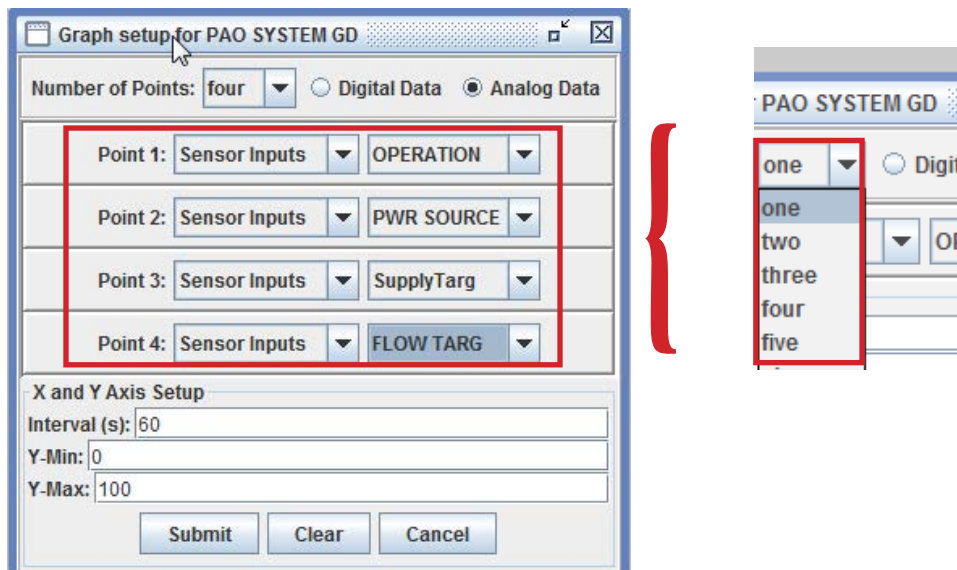 Graph setup for PAO SYSTEM GD
Number of Points: four Digital Data Analog Data
Point 1: Sensor Inputs OPERATION
Point 2: Sensor Inputs PWR SOURCE
Point 3: Sensor Inputs SupplyTarg
Point 4: Sensor Inputs FLOW TARG
X and Y Axis Setup
Interval (s): 60
Y-Min: 0
Y-Max: 100
Submit Clear Cancel
PAO SYSTEM GD
one Digit
one
two
three
four
five